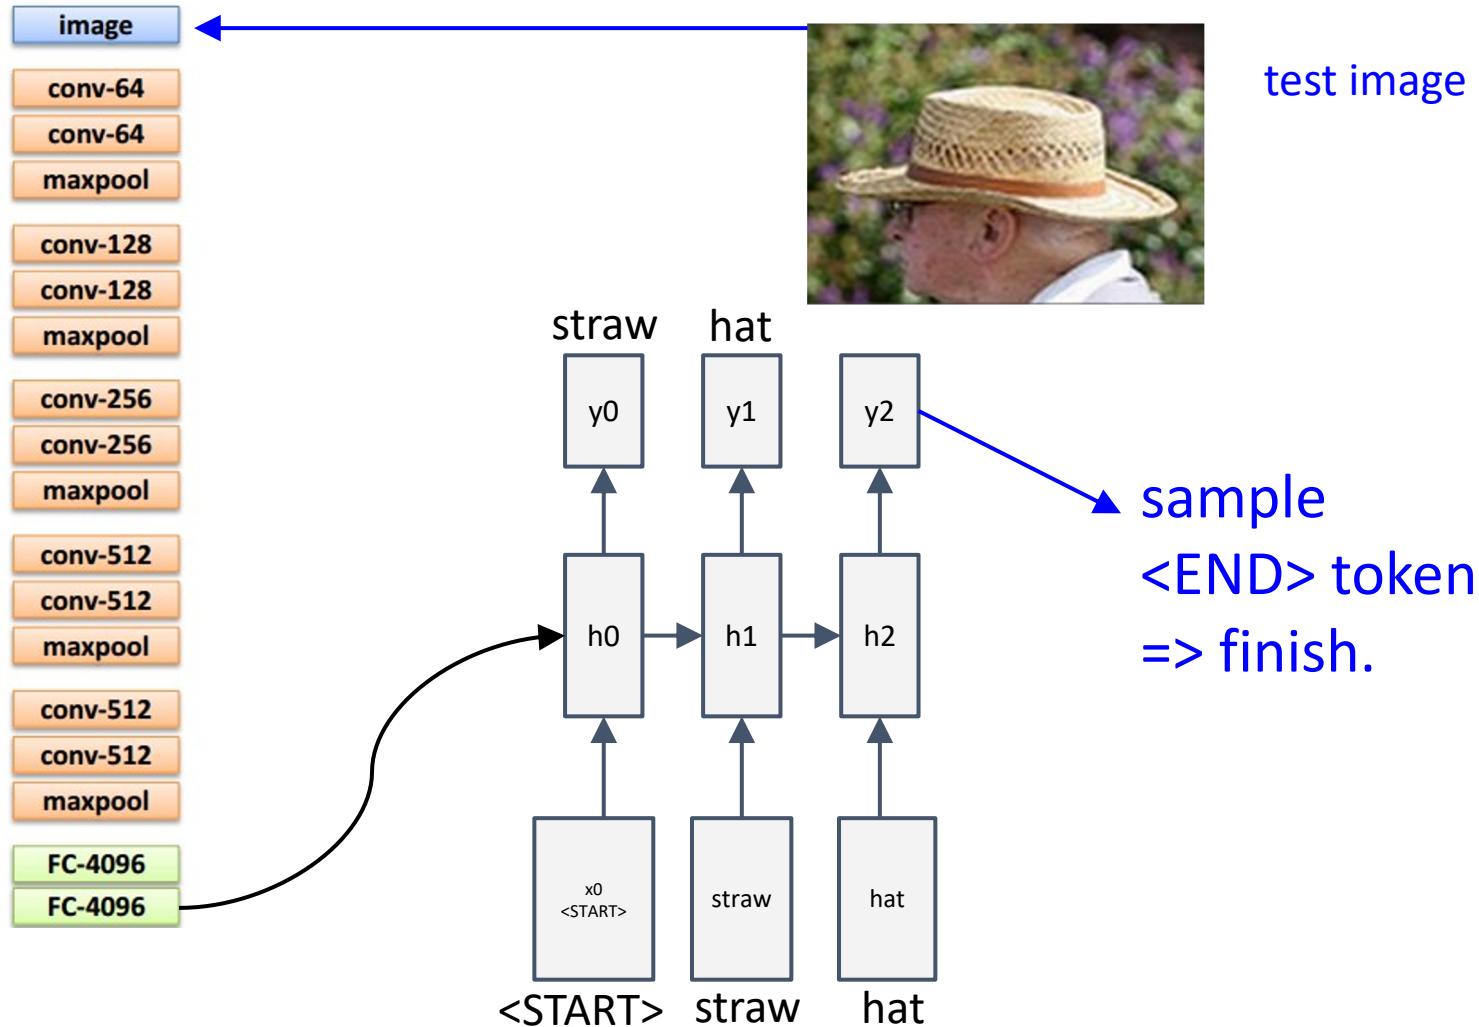 image
conv-64
conv-64
maxpool
conv-128
conv-128
maxpool
conv-256
conv-256
maxpool
conv-512
conv-512
maxpool
conv-512
conv-512
maxpool
FC-4096
FC-4096
test image
straw
hat
y0
y1
y2
h0
h1
h2
x0
<START>
straw
hat
<START>
straw
hat
sample
<END> token
=> finish.